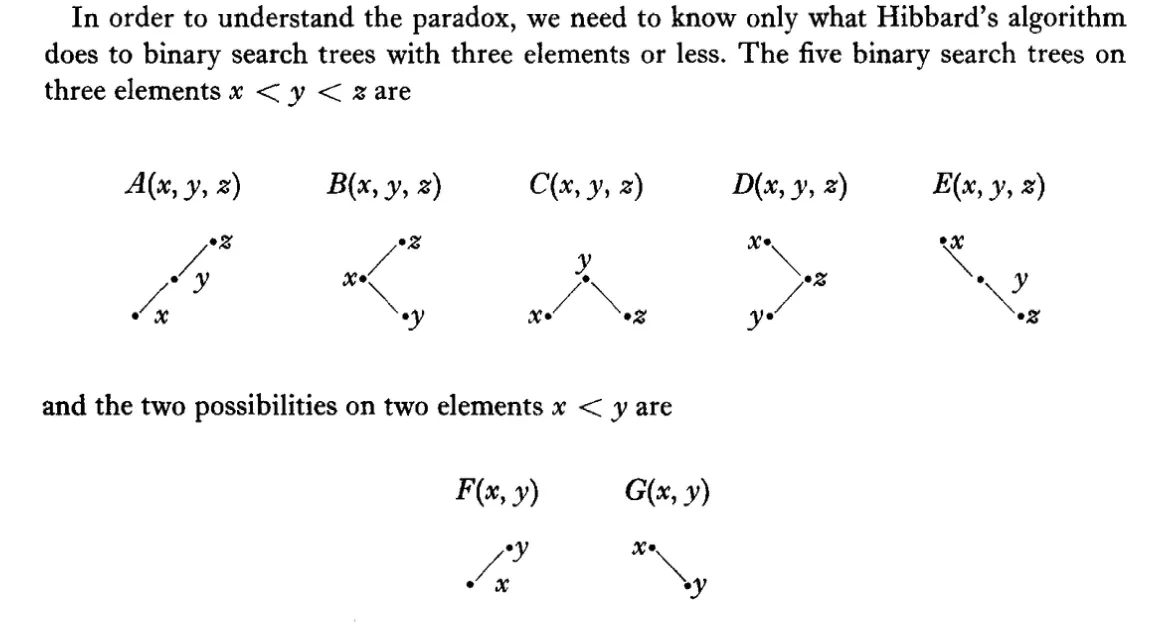 In order to understand the paradox, we need to know only what Hibbard's algorithm
does to binary search trees with three elements or less. The five binary search trees on
three elements x < y < z are
A(x, y, z) B(x, y, z) C(x, y, z) D(x, y, z) E(x, y, z)
z z y x x
y x z y
x y x z y z
and the two possibilities on two elements x < y are
F(x, y) G(x, y)
y x
x y